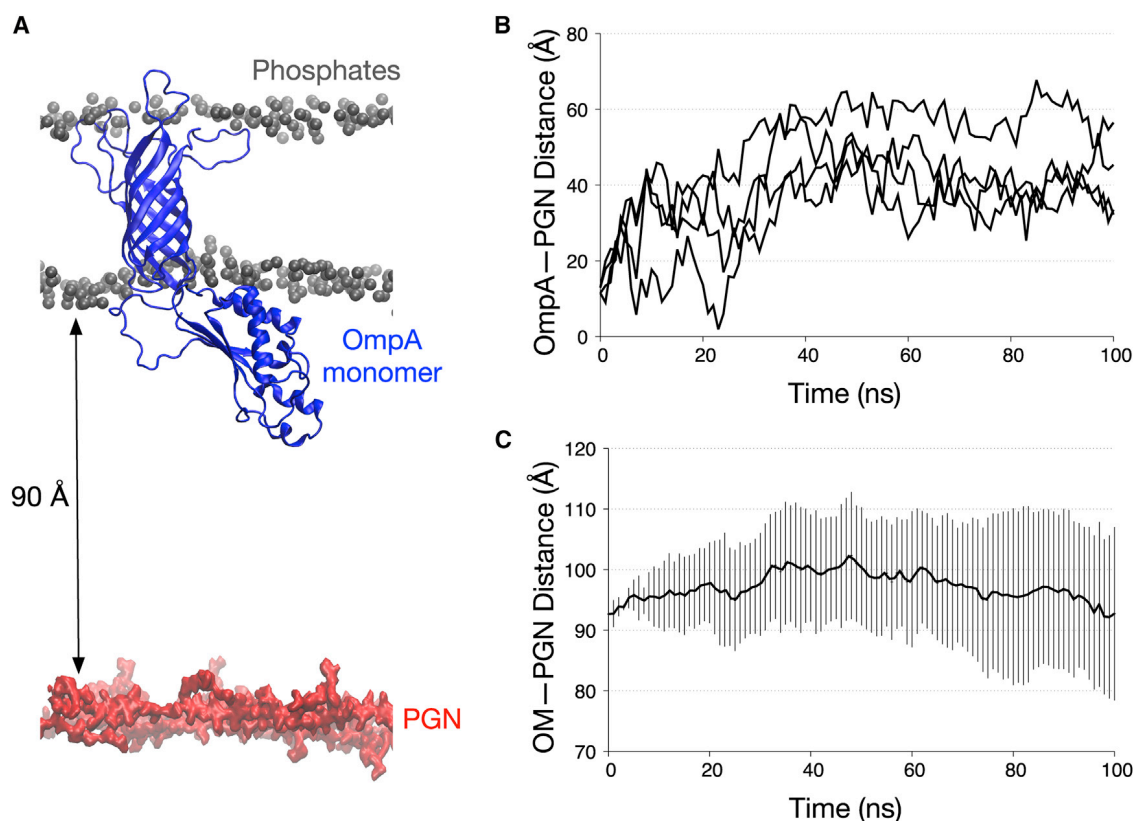 A
Phosphates
OmpA
monomer
90 Å
PGN
B
OmpA—PGN Distance (Å)
80
60
40
20
0
0 20 40 60 80 100
Time (ns)
C
OM—PGN Distance (Å)
120
110
100
90
80
70
0 20 40 60 80 100
Time (ns)